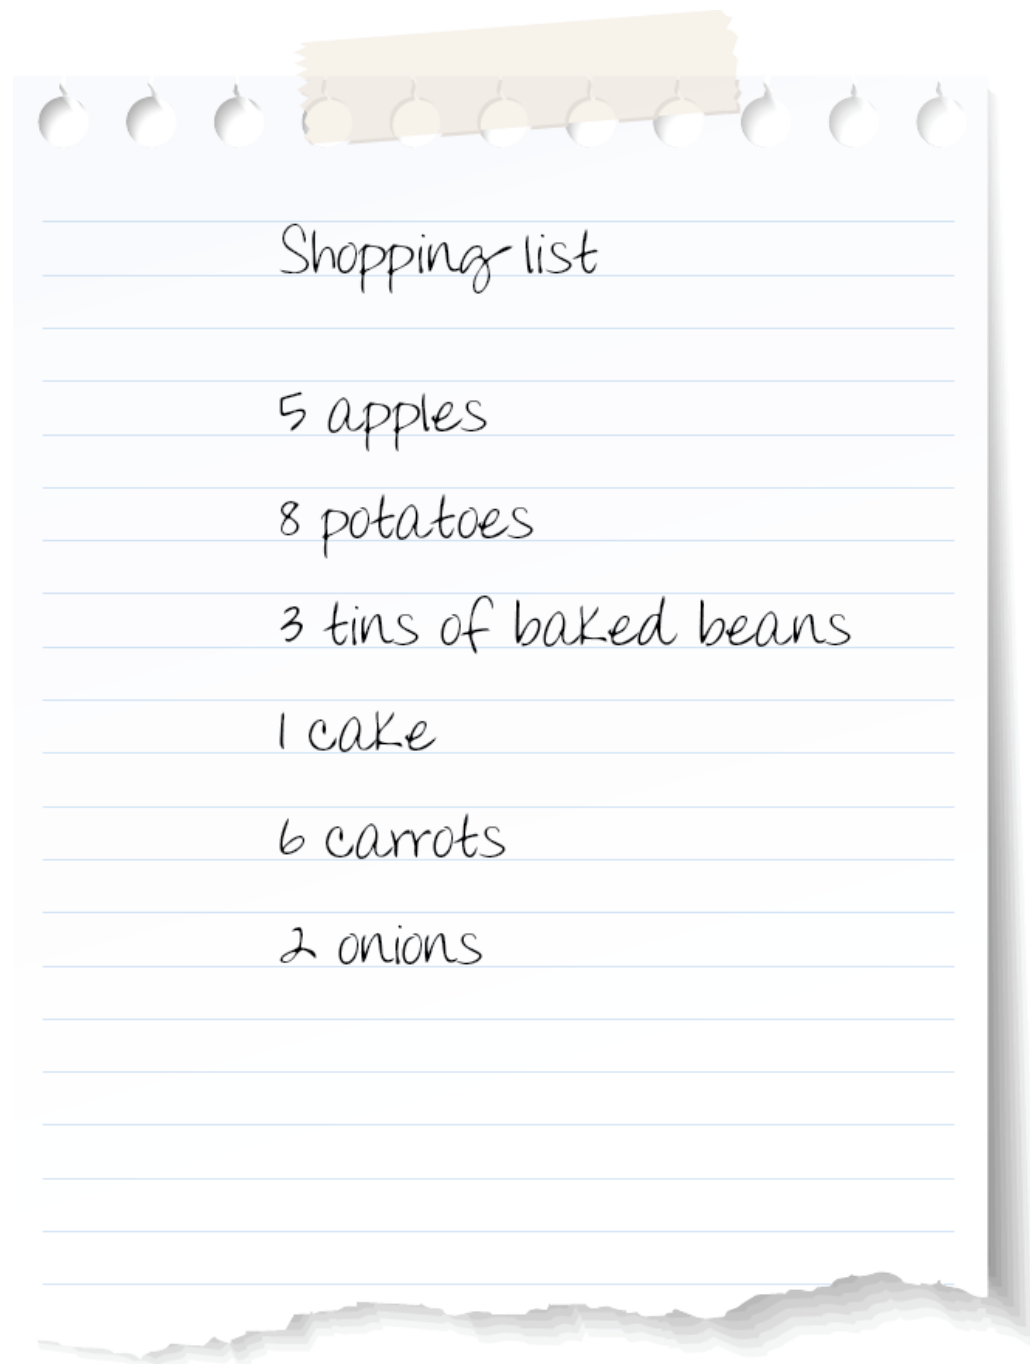 Shopping list
5 apples
8 potatoes
3 tins of baked beans
1 cake
6 carrots
2 onions